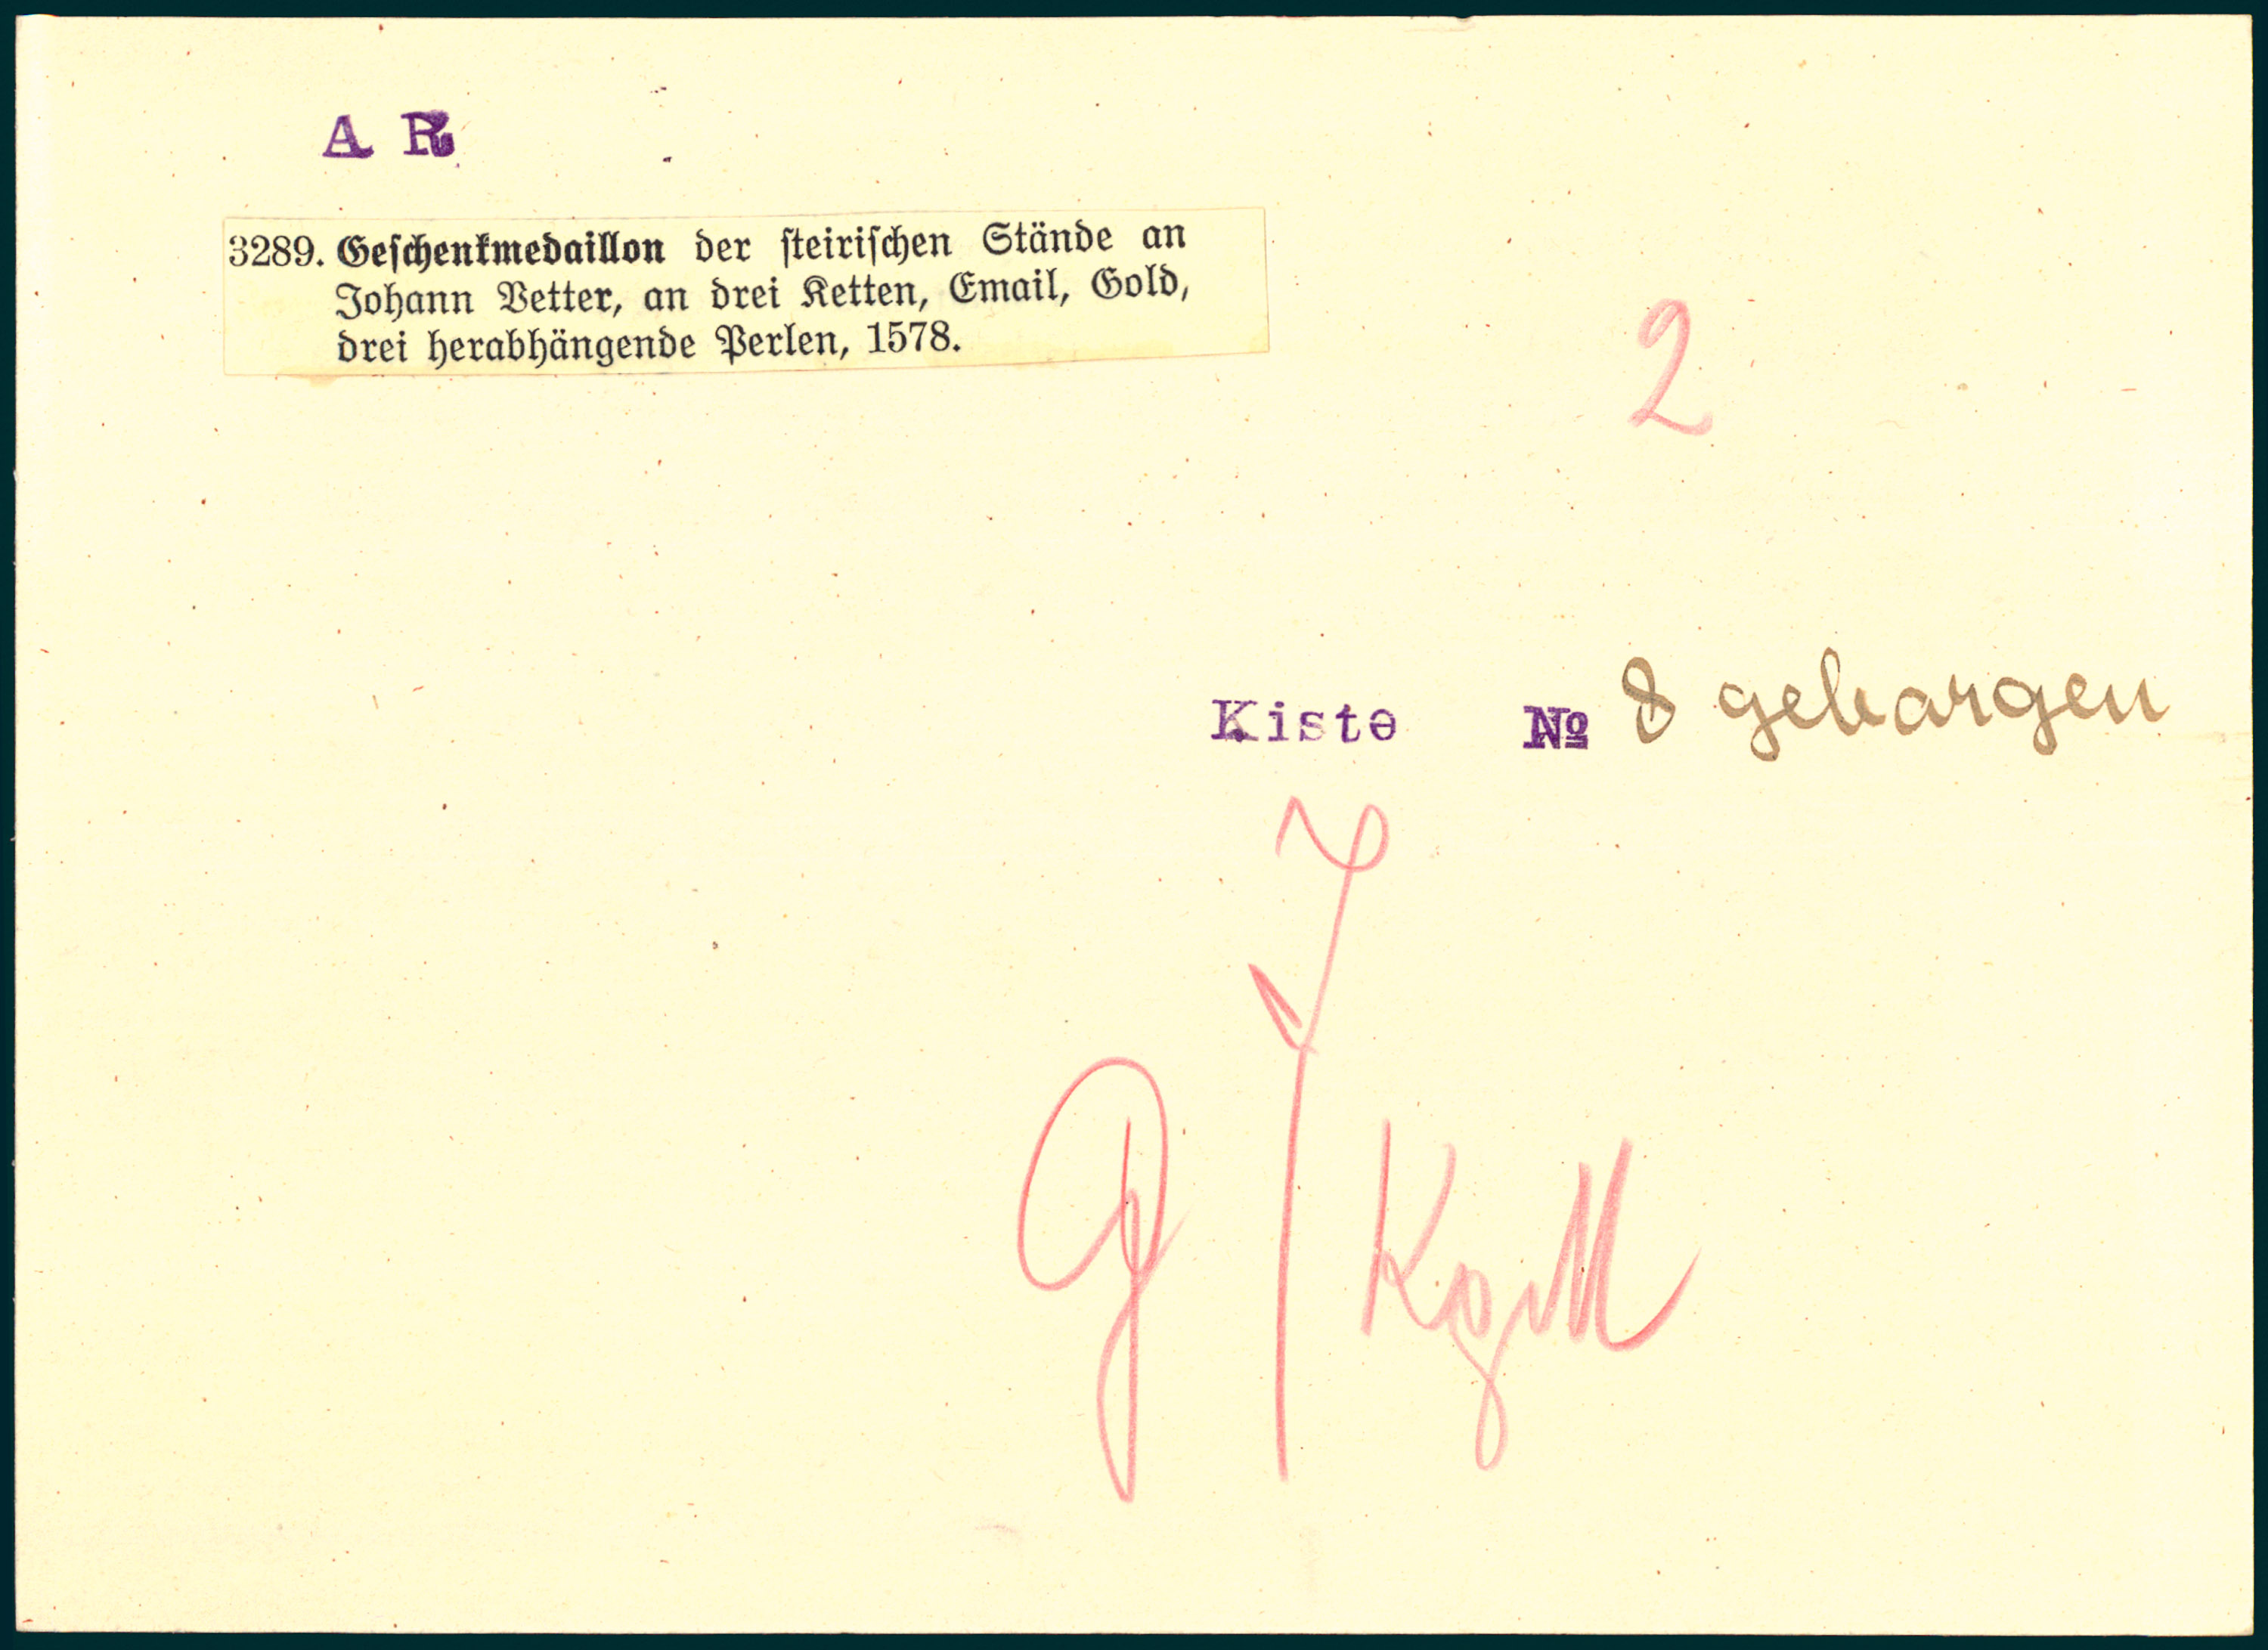 A R
3289. Geschenkmedaillon der steirischen Stände an
Johann Vetter, an drei Ketten, Email, Gold,
drei herabhängende Perlen, 1578.
2
Kiste № 8 geborgen